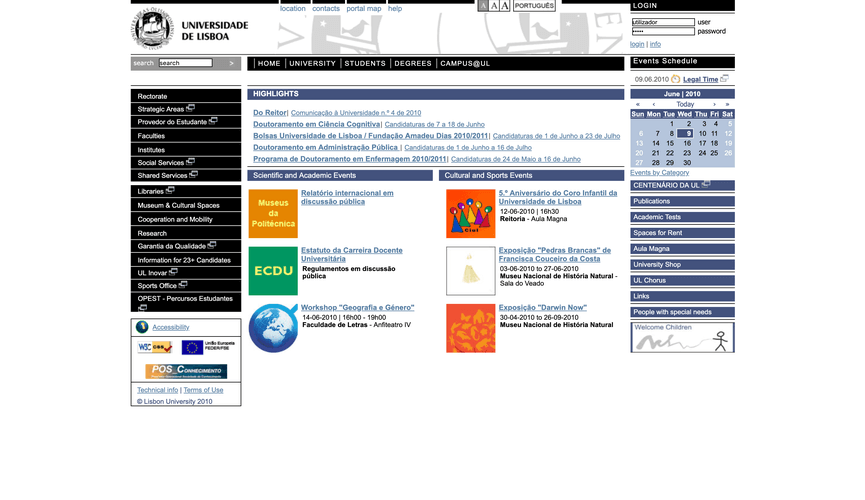 location contacts portal map help
A A A PORTUGUÊS
UNIVERSIDADE
DE LISBOA
LOGIN
utilizador user
password
login | info
search search >
HOME UNIVERSITY STUDENTS DEGREES CAMPUS@UL
Events Schedule
09.06.2010 Legal Time
Rectorate
Strategic Areas
Provedor do Estudante
Faculties
Institutes
Social Services
Shared Services
Libraries
Museum & Cultural Spaces
Cooperation and Mobility
Research
Garantia da Qualidade
Information for 23+ Candidates
UL Inovar
Sports Office
OPEST - Percursos Estudantes
Accessibility
W3C CSS
União Europeia
FEDER/FSE
POS_Conhecimento
Technical info | Terms of Use
© Lisbon University 2010
HIGHLIGHTS
Do Reitor| Comunicação à Universidade n.º 4 de 2010
Doutoramento em Ciência Cognitiva| Candidaturas de 7 a 18 de Junho
Bolsas Universidade de Lisboa / Fundação Amadeu Dias 2010/2011| Candidaturas de 1 de Junho a 23 de Julho
Doutoramento em Administração Pública | Candidaturas de 1 de Junho a 16 de Julho
Programa de Doutoramento em Enfermagem 2010/2011| Candidaturas de 24 de Maio a 16 de Junho
Scientific and Academic Events
Museus
da
Politécnica
Relatório internacional em
discussão pública
ECDU
Estatuto da Carreira Docente
Universitária
Regulamentos em discussão
pública
Workshop "Geografia e Género"
14-06-2010 | 16h00 - 19h00
Faculdade de Letras - Anfiteatro IV
Cultural and Sports Events
5.º Aniversário do Coro Infantil da
Universidade de Lisboa
12-06-2010 | 16h30
Reitoria - Aula Magna
Exposição "Pedras Brancas" de
Francisca Couceiro da Costa
03-06-2010 to 27-06-2010
Museu Nacional de História Natural -
Sala do Veado
Exposição "Darwin Now"
30-04-2010 to 26-09-2010
Museu Nacional de História Natural
June | 2010
« ‹ Today › »
Sun Mon Tue Wed Thu Fri Sat
1 2 3 4 5
6 7 8 9 10 11 12
13 14 15 16 17 18 19
20 21 22 23 24 25 26
27 28 29 30
Events by Category
CENTENÁRIO DA UL
Publications
Academic Tests
Spaces for Rent
Aula Magna
University Shop
UL Chorus
Links
People with special needs
Welcome Children